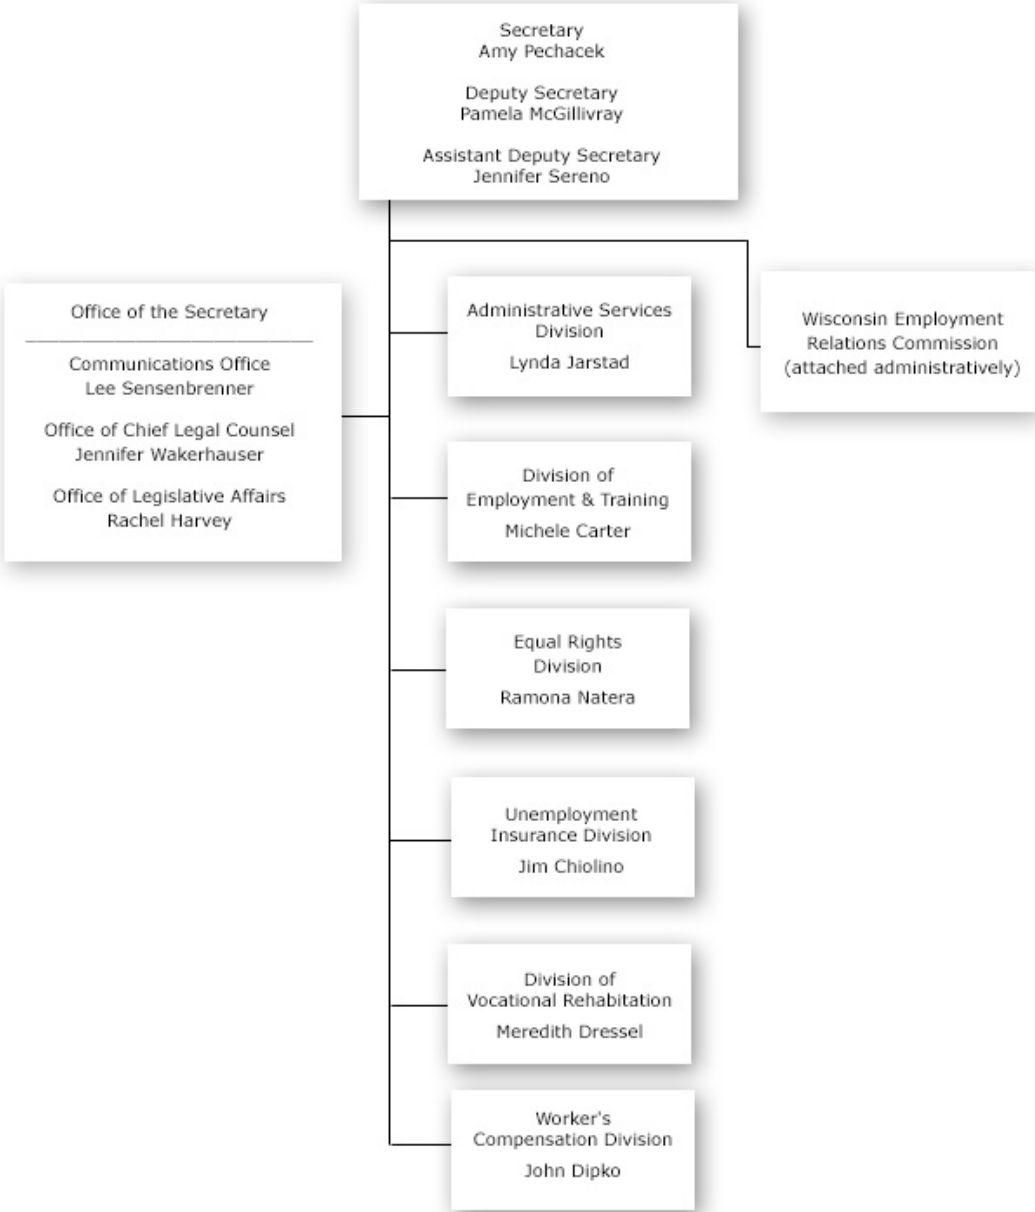 Secretary
Amy Pechacek
Deputy Secretary
Pamela McGillivray
Assistant Deputy Secretary
Jennifer Sereno
Office of the Secretary
Communications Office
Lee Sensenbrenner
Office of Chief Legal Counsel
Jennifer Wakerhauser
Office of Legislative Affairs
Rachel Harvey
Administrative Services
Division
Lynda Jarstad
Wisconsin Employment
Relations Commission
(attached administratively)
Division of
Employment & Training
Michele Carter
Equal Rights
Division
Ramona Natera
Unemployment
Insurance Division
Jim Chiolino
Division of
Vocational Rehabitation
Meredith Dressel
Worker's
Compensation Division
John Dipko